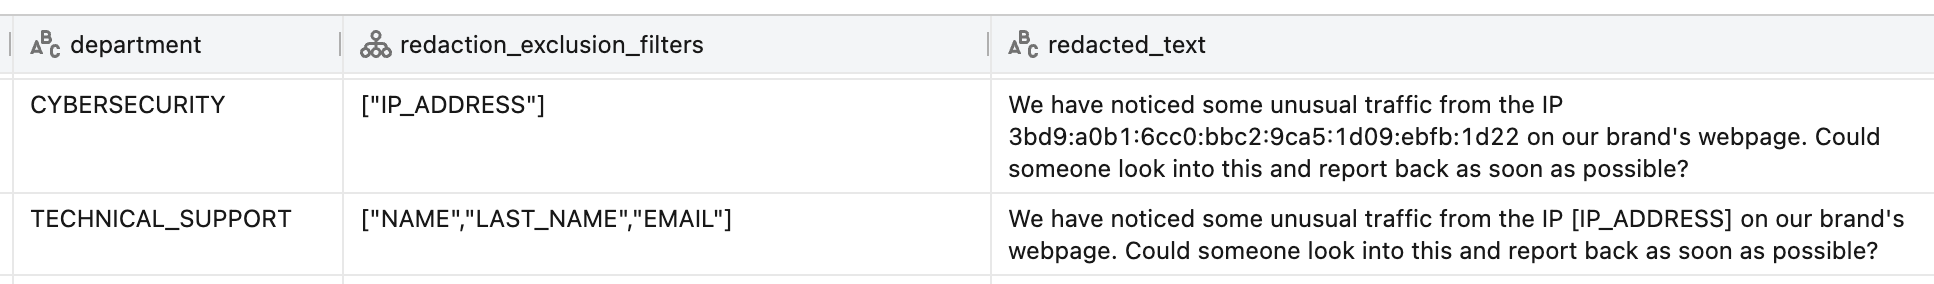 department redaction_exclusion_filters redacted_text
CYBERSECURITY ["IP_ADDRESS"] We have noticed some unusual traffic from the IP
3bd9:a0b1:6cc0:bbc2:9ca5:1d09:ebfb:1d22 on our brand's webpage. Could
someone look into this and report back as soon as possible?
TECHNICAL_SUPPORT ["NAME","LAST_NAME","EMAIL"] We have noticed some unusual traffic from the IP [IP_ADDRESS] on our brand's
webpage. Could someone look into this and report back as soon as possible?